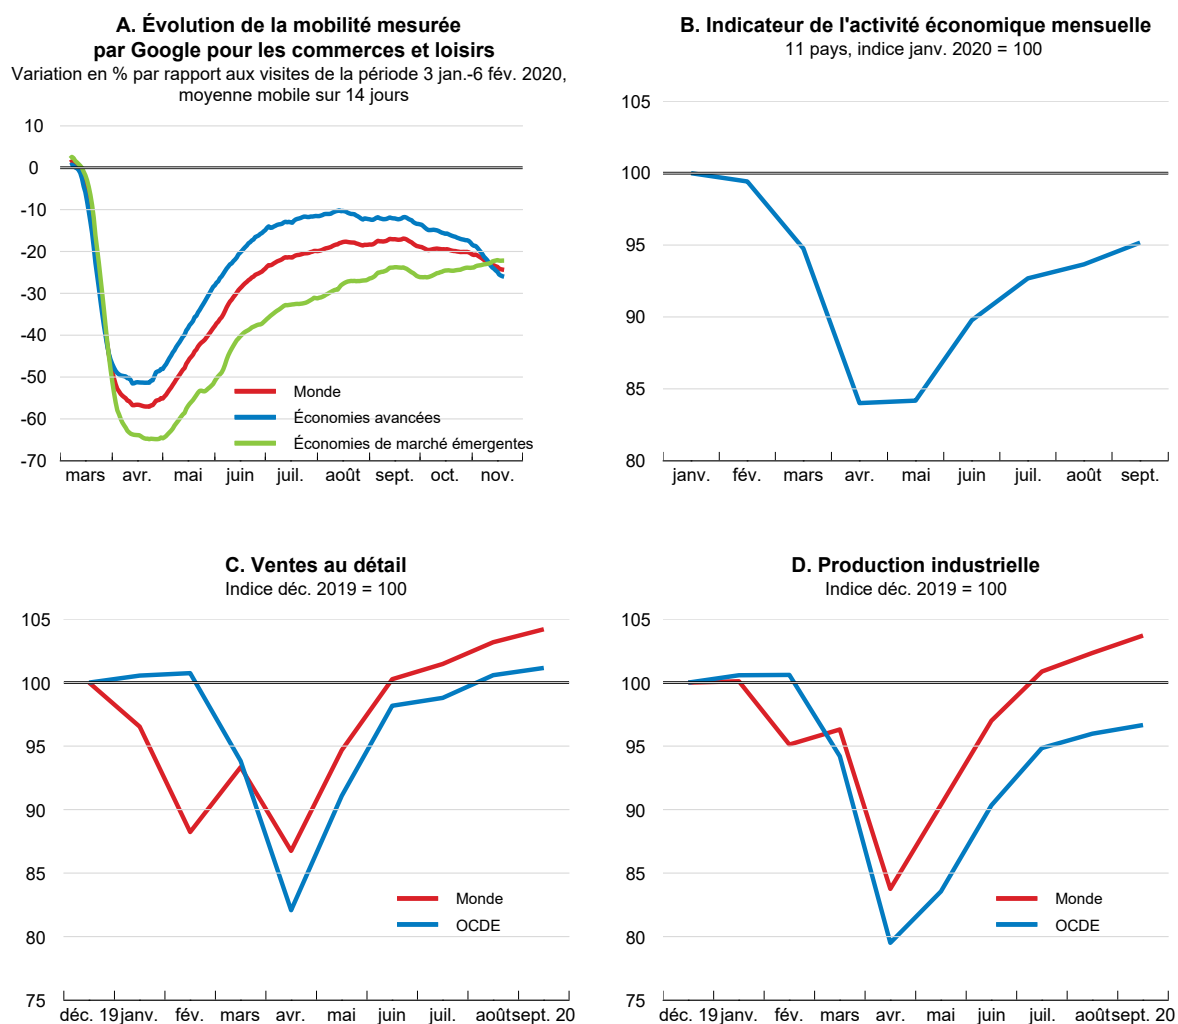 A. Évolution de la mobilité mesurée
par Google pour les commerces et loisirs
Variation en % par rapport aux visites de la période 3 jan.-6 fév. 2020,
moyenne mobile sur 14 jours
10
0
-10
-20
-30
-40
-50
-60
-70
Monde
Économies avancées
Économies de marché émergentes
mars avr. mai juin juil. août sept. oct. nov.
B. Indicateur de l'activité économique mensuelle
11 pays, indice janv. 2020 = 100
105
100
95
90
85
80
janv. fév. mars avr. mai juin juil. août sept.
C. Ventes au détail
Indice déc. 2019 = 100
105
100
95
90
85
80
75
Monde
OCDE
déc. 19 janv. fév. mars avr. mai juin juil. août sept. 20
D. Production industrielle
Indice déc. 2019 = 100
105
100
95
90
85
80
75
Monde
OCDE
déc. 19 janv. fév. mars avr. mai juin juil. août sept. 20